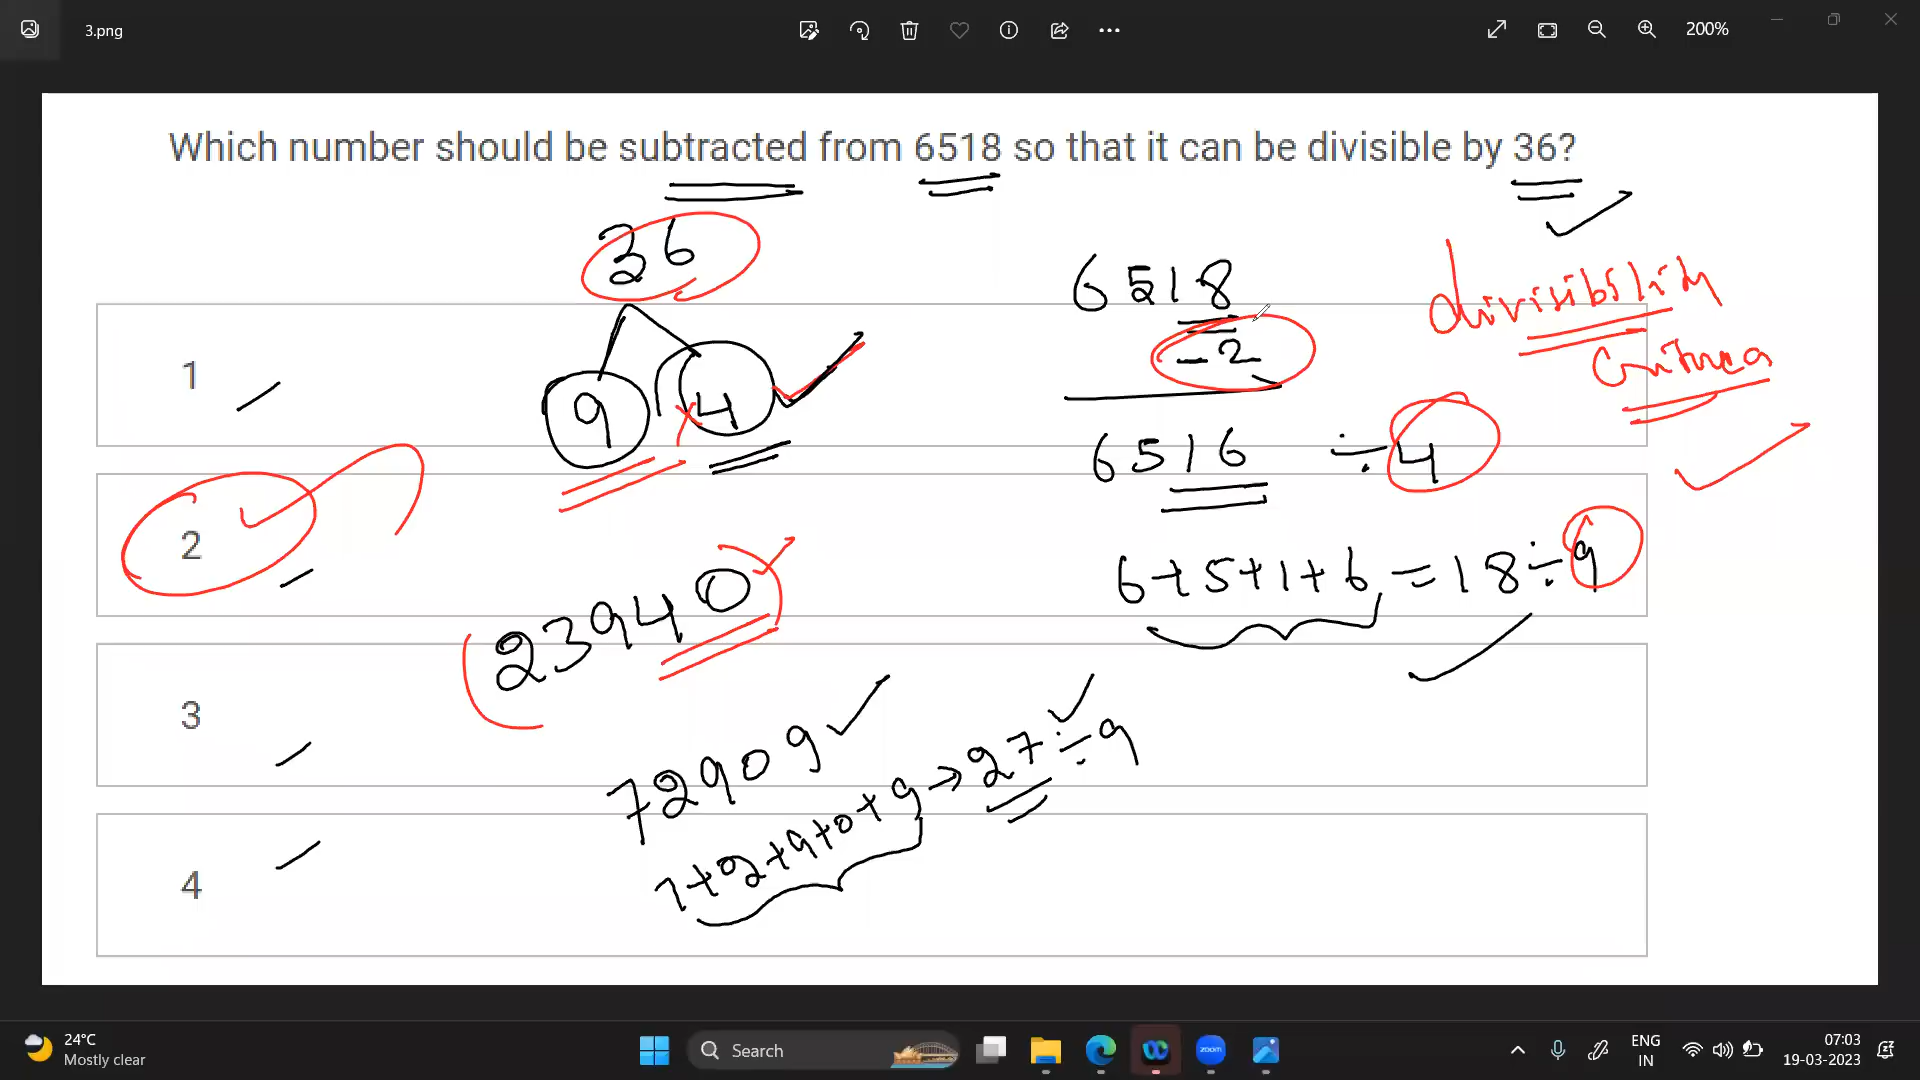 3.png
200%
Which number should be subtracted from 6518 so that it can be divisible by 36?
36
9 × 4
6518
-2
6516 ÷ 4
6+5+1+6 = 18 ÷ 9
divisibility
criteria
1
2
3
4
23940
72909
7+2+9+0+9 → 27 ÷ 9
24°C
Mostly clear
Search
zoom
ENG
IN
07:03
19-03-2023